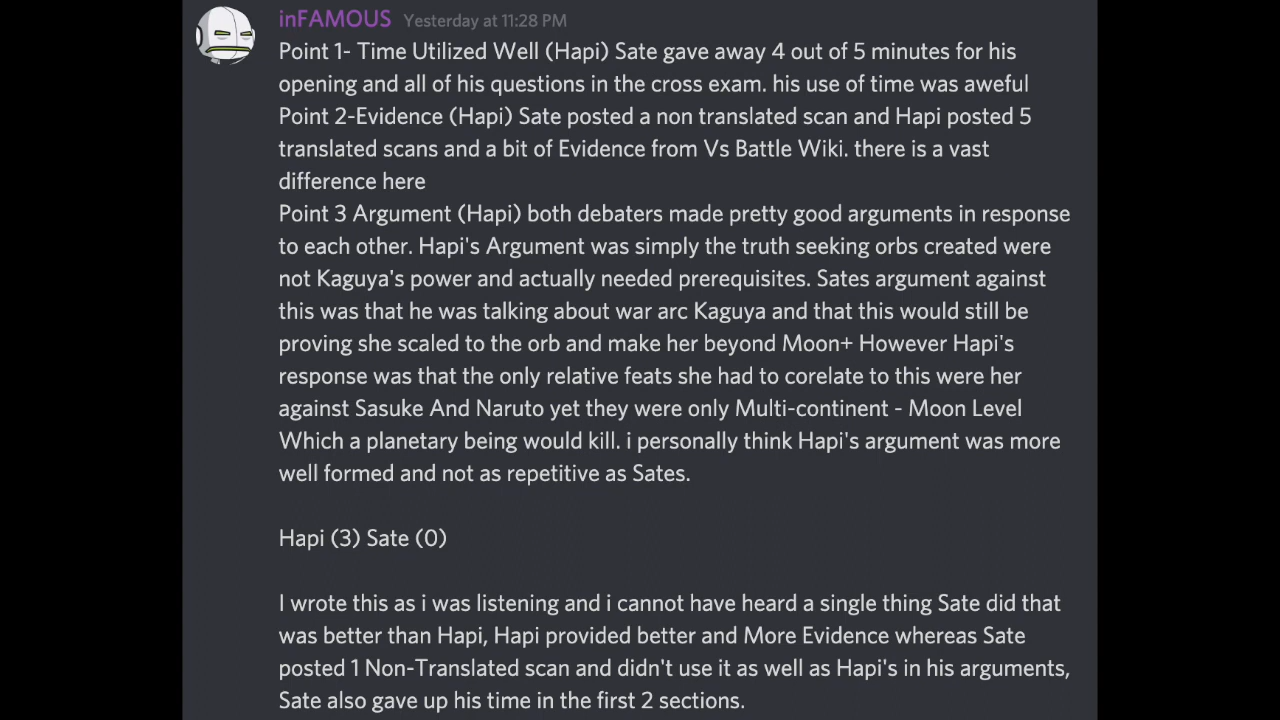 inFAMOUS Yesterday at 11:28 PM
Point 1- Time Utilized Well (Hapi) Sate gave away 4 out of 5 minutes for his
opening and all of his questions in the cross exam. his use of time was aweful
Point 2-Evidence (Hapi) Sate posted a non translated scan and Hapi posted 5
translated scans and a bit of Evidence from Vs Battle Wiki. there is a vast
difference here
Point 3 Argument (Hapi) both debaters made pretty good arguments in response
to each other. Hapi's Argument was simply the truth seeking orbs created were
not Kaguya's power and actually needed prerequisites. Sates argument against
this was that he was talking about war arc Kaguya and that this would still be
proving she scaled to the orb and make her beyond Moon+ However Hapi's
response was that the only relative feats she had to corelate to this were her
against Sasuke And Naruto yet they were only Multi-continent - Moon Level
Which a planetary being would kill. i personally think Hapi's argument was more
well formed and not as repetitive as Sates.
Hapi (3) Sate (0)
I wrote this as i was listening and i cannot have heard a single thing Sate did that
was better than Hapi, Hapi provided better and More Evidence whereas Sate
posted 1 Non-Translated scan and didn't use it as well as Hapi's in his arguments,
Sate also gave up his time in the first 2 sections.